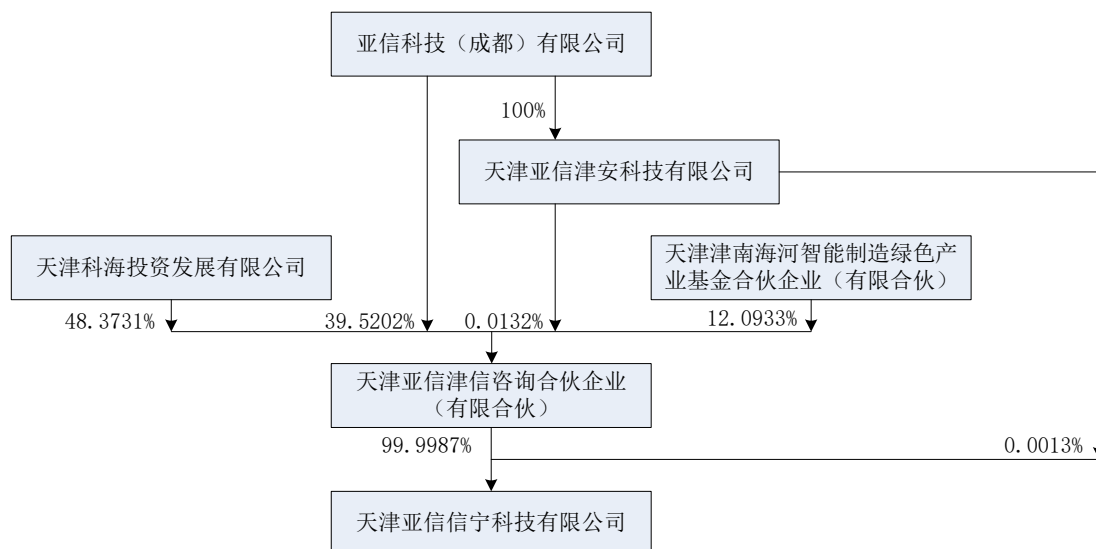 亚信科技（成都）有限公司
100%
天津亚信津安科技有限公司
天津科海投资发展有限公司
天津津南海河智能制造绿色产
业基金合伙企业（有限合伙）
48.3731%
39.5202%
0.0132%
12.0933%
天津亚信津信咨询合伙企业
（有限合伙）
99.9987%
0.0013%
天津亚信信宁科技有限公司